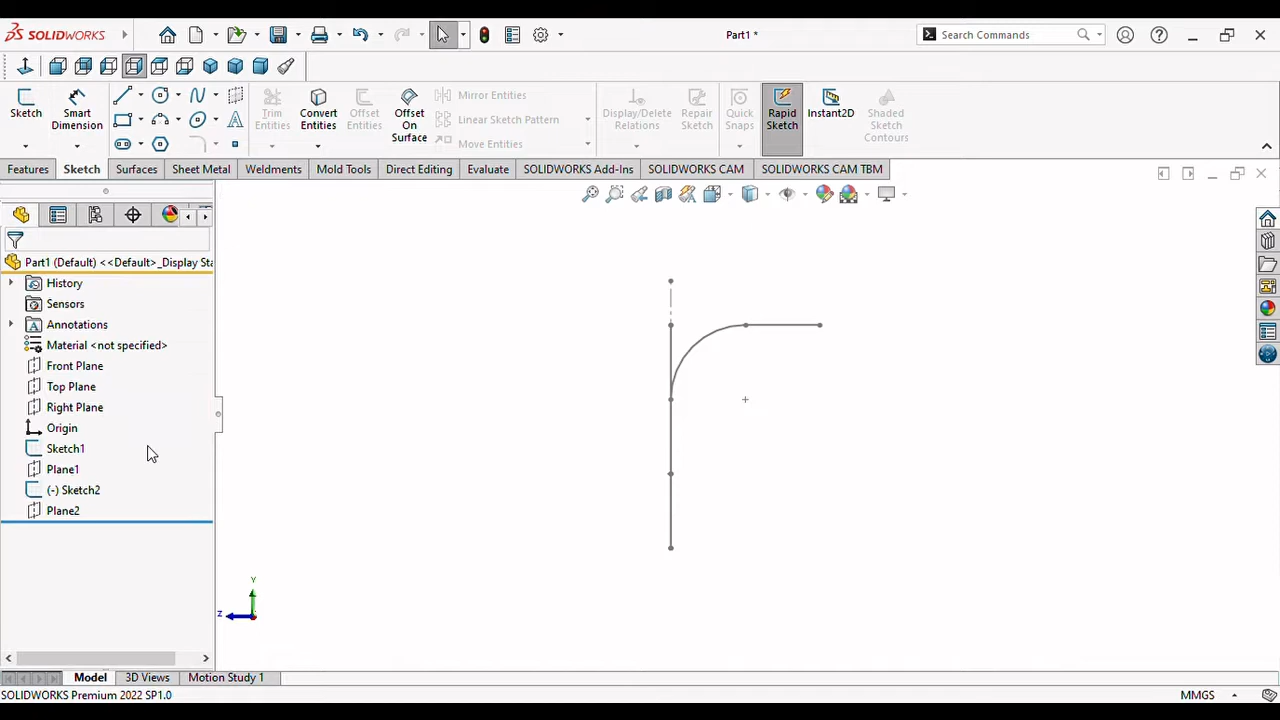 SOLIDWORKS
Part1 *
Search Commands
Sketch
Smart Dimension
Trim Entities
Convert Entities
Offset Entities
Offset On Surface
Mirror Entities
Linear Sketch Pattern
Move Entities
Display/Delete Relations
Repair Sketch
Quick Snaps
Rapid Sketch
Instant2D
Shaded Sketch Contours
Features
Sketch
Surfaces
Sheet Metal
Weldments
Mold Tools
Direct Editing
Evaluate
SOLIDWORKS Add-Ins
SOLIDWORKS CAM
SOLIDWORKS CAM TBM
Part1 (Default) <<Default>_Display Sta
History
Sensors
Annotations
Material <not specified>
Front Plane
Top Plane
Right Plane
Origin
Sketch1
Plane1
(-) Sketch2
Plane2
Y
Z
Model
3D Views
Motion Study 1
SOLIDWORKS Premium 2022 SP1.0
MMGS